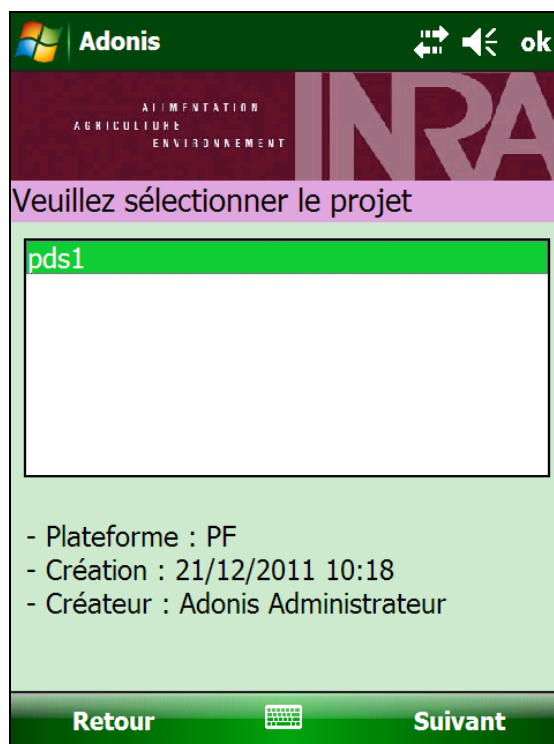 Adonis
ok
ALIMENTATION
AGRICULTURE
ENVIRONNEMENT
INRA
Veuillez sélectionner le projet
pds1
- Plateforme : PF
- Création : 21/12/2011 10:18
- Créateur : Adonis Administrateur
Retour
Suivant